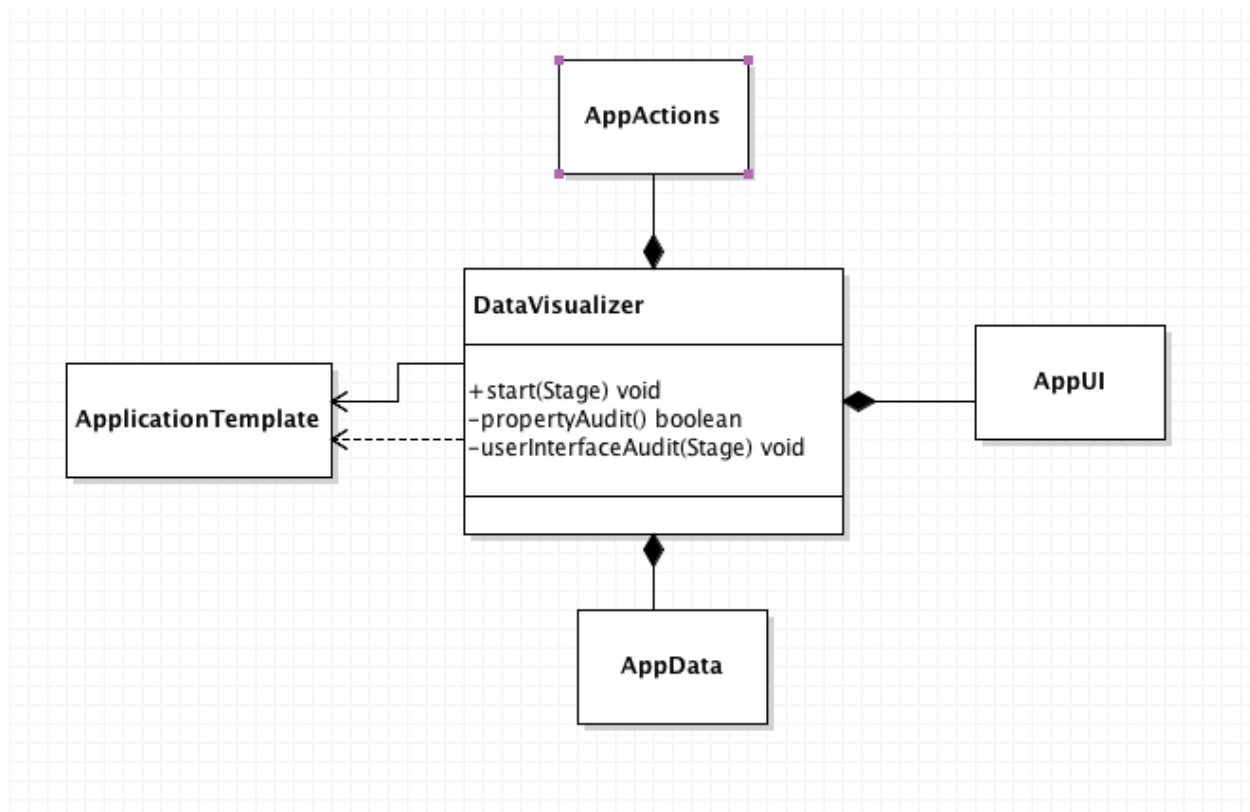 AppActions
DataVisualizer
+start(Stage) void
-propertyAudit() boolean
-userInterfaceAudit(Stage) void
ApplicationTemplate
AppUI
AppData